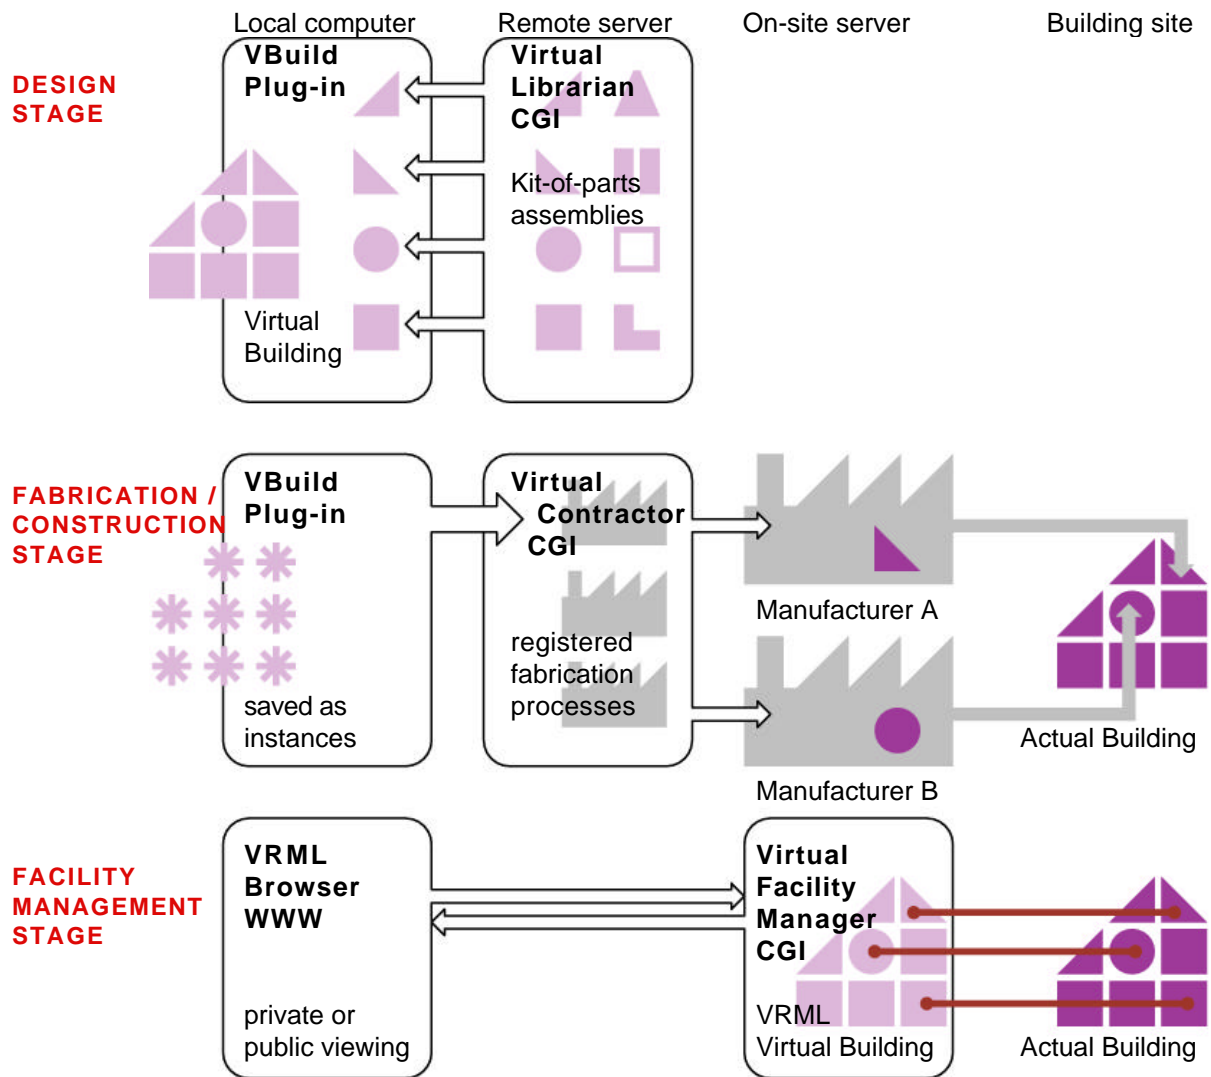 Local computer
Remote server
On-site server
Building site
DESIGN
STAGE
VBuild
Plug-in
Virtual
Building
Virtual
Librarian
CGI
Kit-of-parts
assemblies
FABRICATION /
CONSTRUCTION
STAGE
VBuild
Plug-in
saved as
instances
Virtual
Contractor
CGI
registered
fabrication
processes
Manufacturer A
Manufacturer B
Actual Building
FACILITY
MANAGEMENT
STAGE
VRML
Browser
WWW
private or
public viewing
Virtual
Facility
Manager
CGI
VRML
Virtual Building
Actual Building